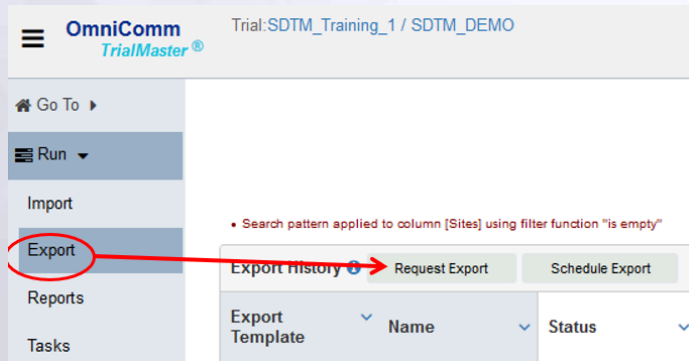 OmniComm
TrialMaster ®
Trial:SDTM_Training_1 / SDTM_DEMO
Go To
Run
Import
Export
Reports
Tasks
• Search pattern applied to column [Sites] using filter function "is empty"
Export History Request Export Schedule Export
Export Template Name Status